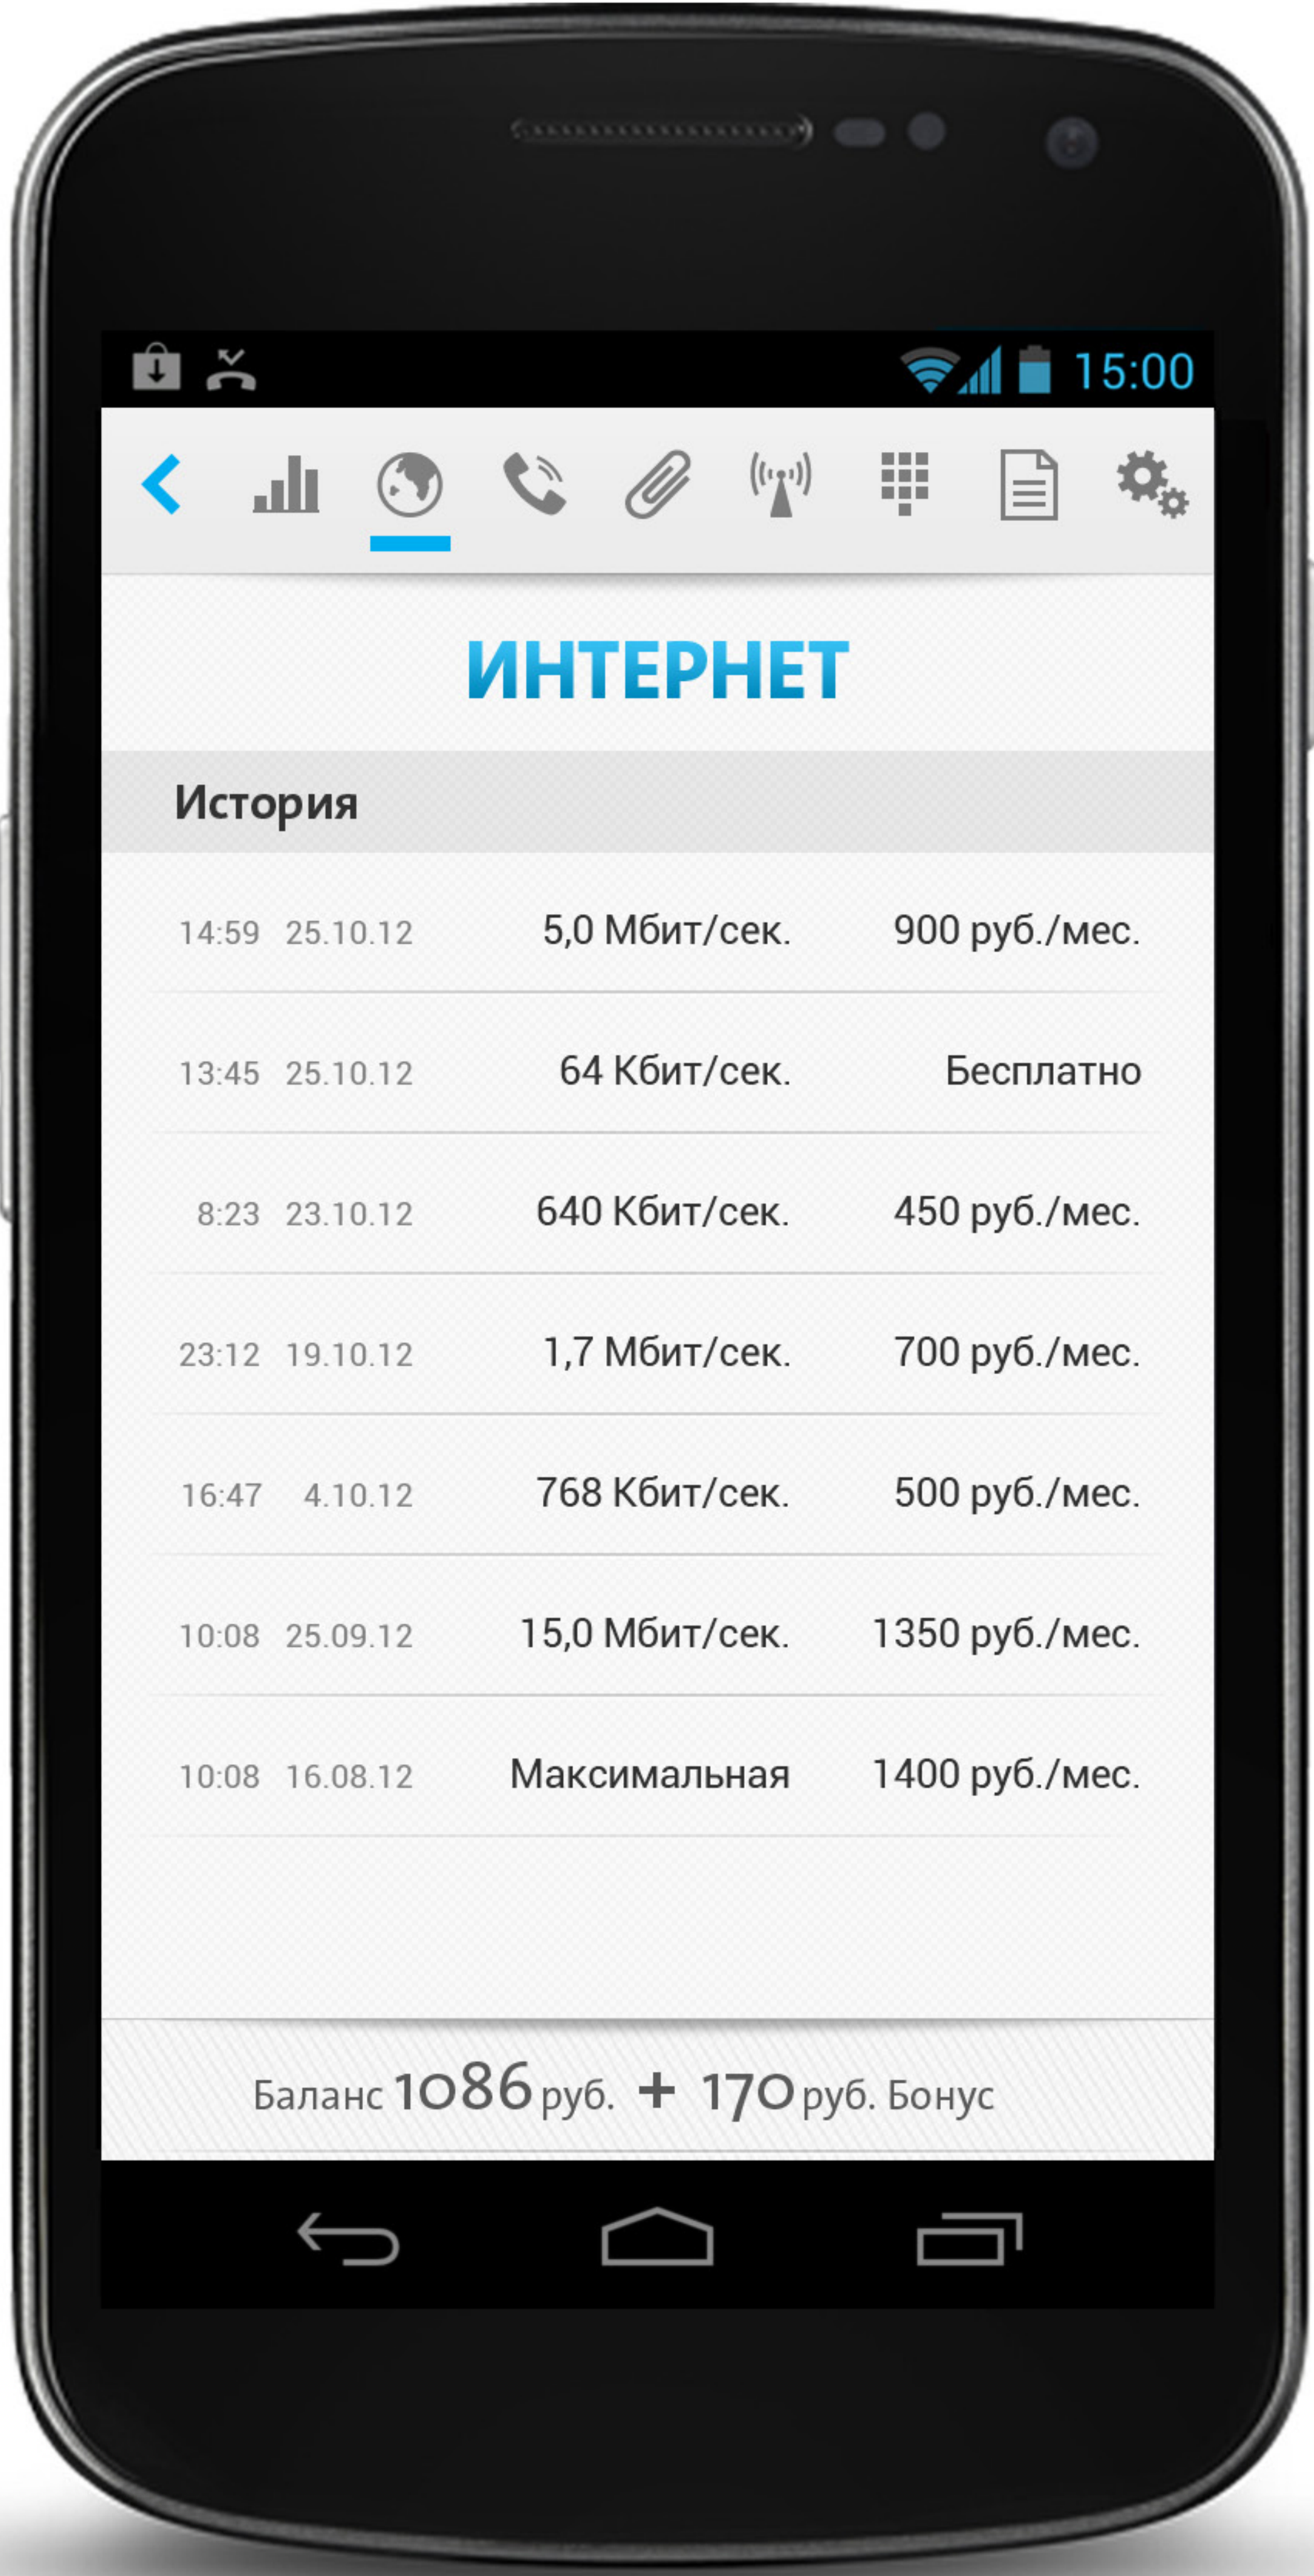 15:00
ИНТЕРНЕТ
История
14:59 25.10.12 5,0 Мбит/сек. 900 руб./мес.
13:45 25.10.12 64 Кбит/сек. Бесплатно
8:23 23.10.12 640 Кбит/сек. 450 руб./мес.
23:12 19.10.12 1,7 Мбит/сек. 700 руб./мес.
16:47 4.10.12 768 Кбит/сек. 500 руб./мес.
10:08 25.09.12 15,0 Мбит/сек. 1350 руб./мес.
10:08 16.08.12 Максимальная 1400 руб./мес.
Баланс 1086 руб. + 170 руб. Бонус